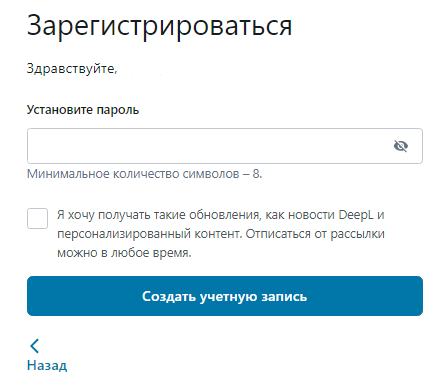 Зарегистрироваться
Здравствуйте,
Установите пароль
Минимальное количество символов – 8.
Я хочу получать такие обновления, как новости DeepL и
персонализированный контент. Отписаться от рассылки
можно в любое время.
Создать учетную запись
Назад